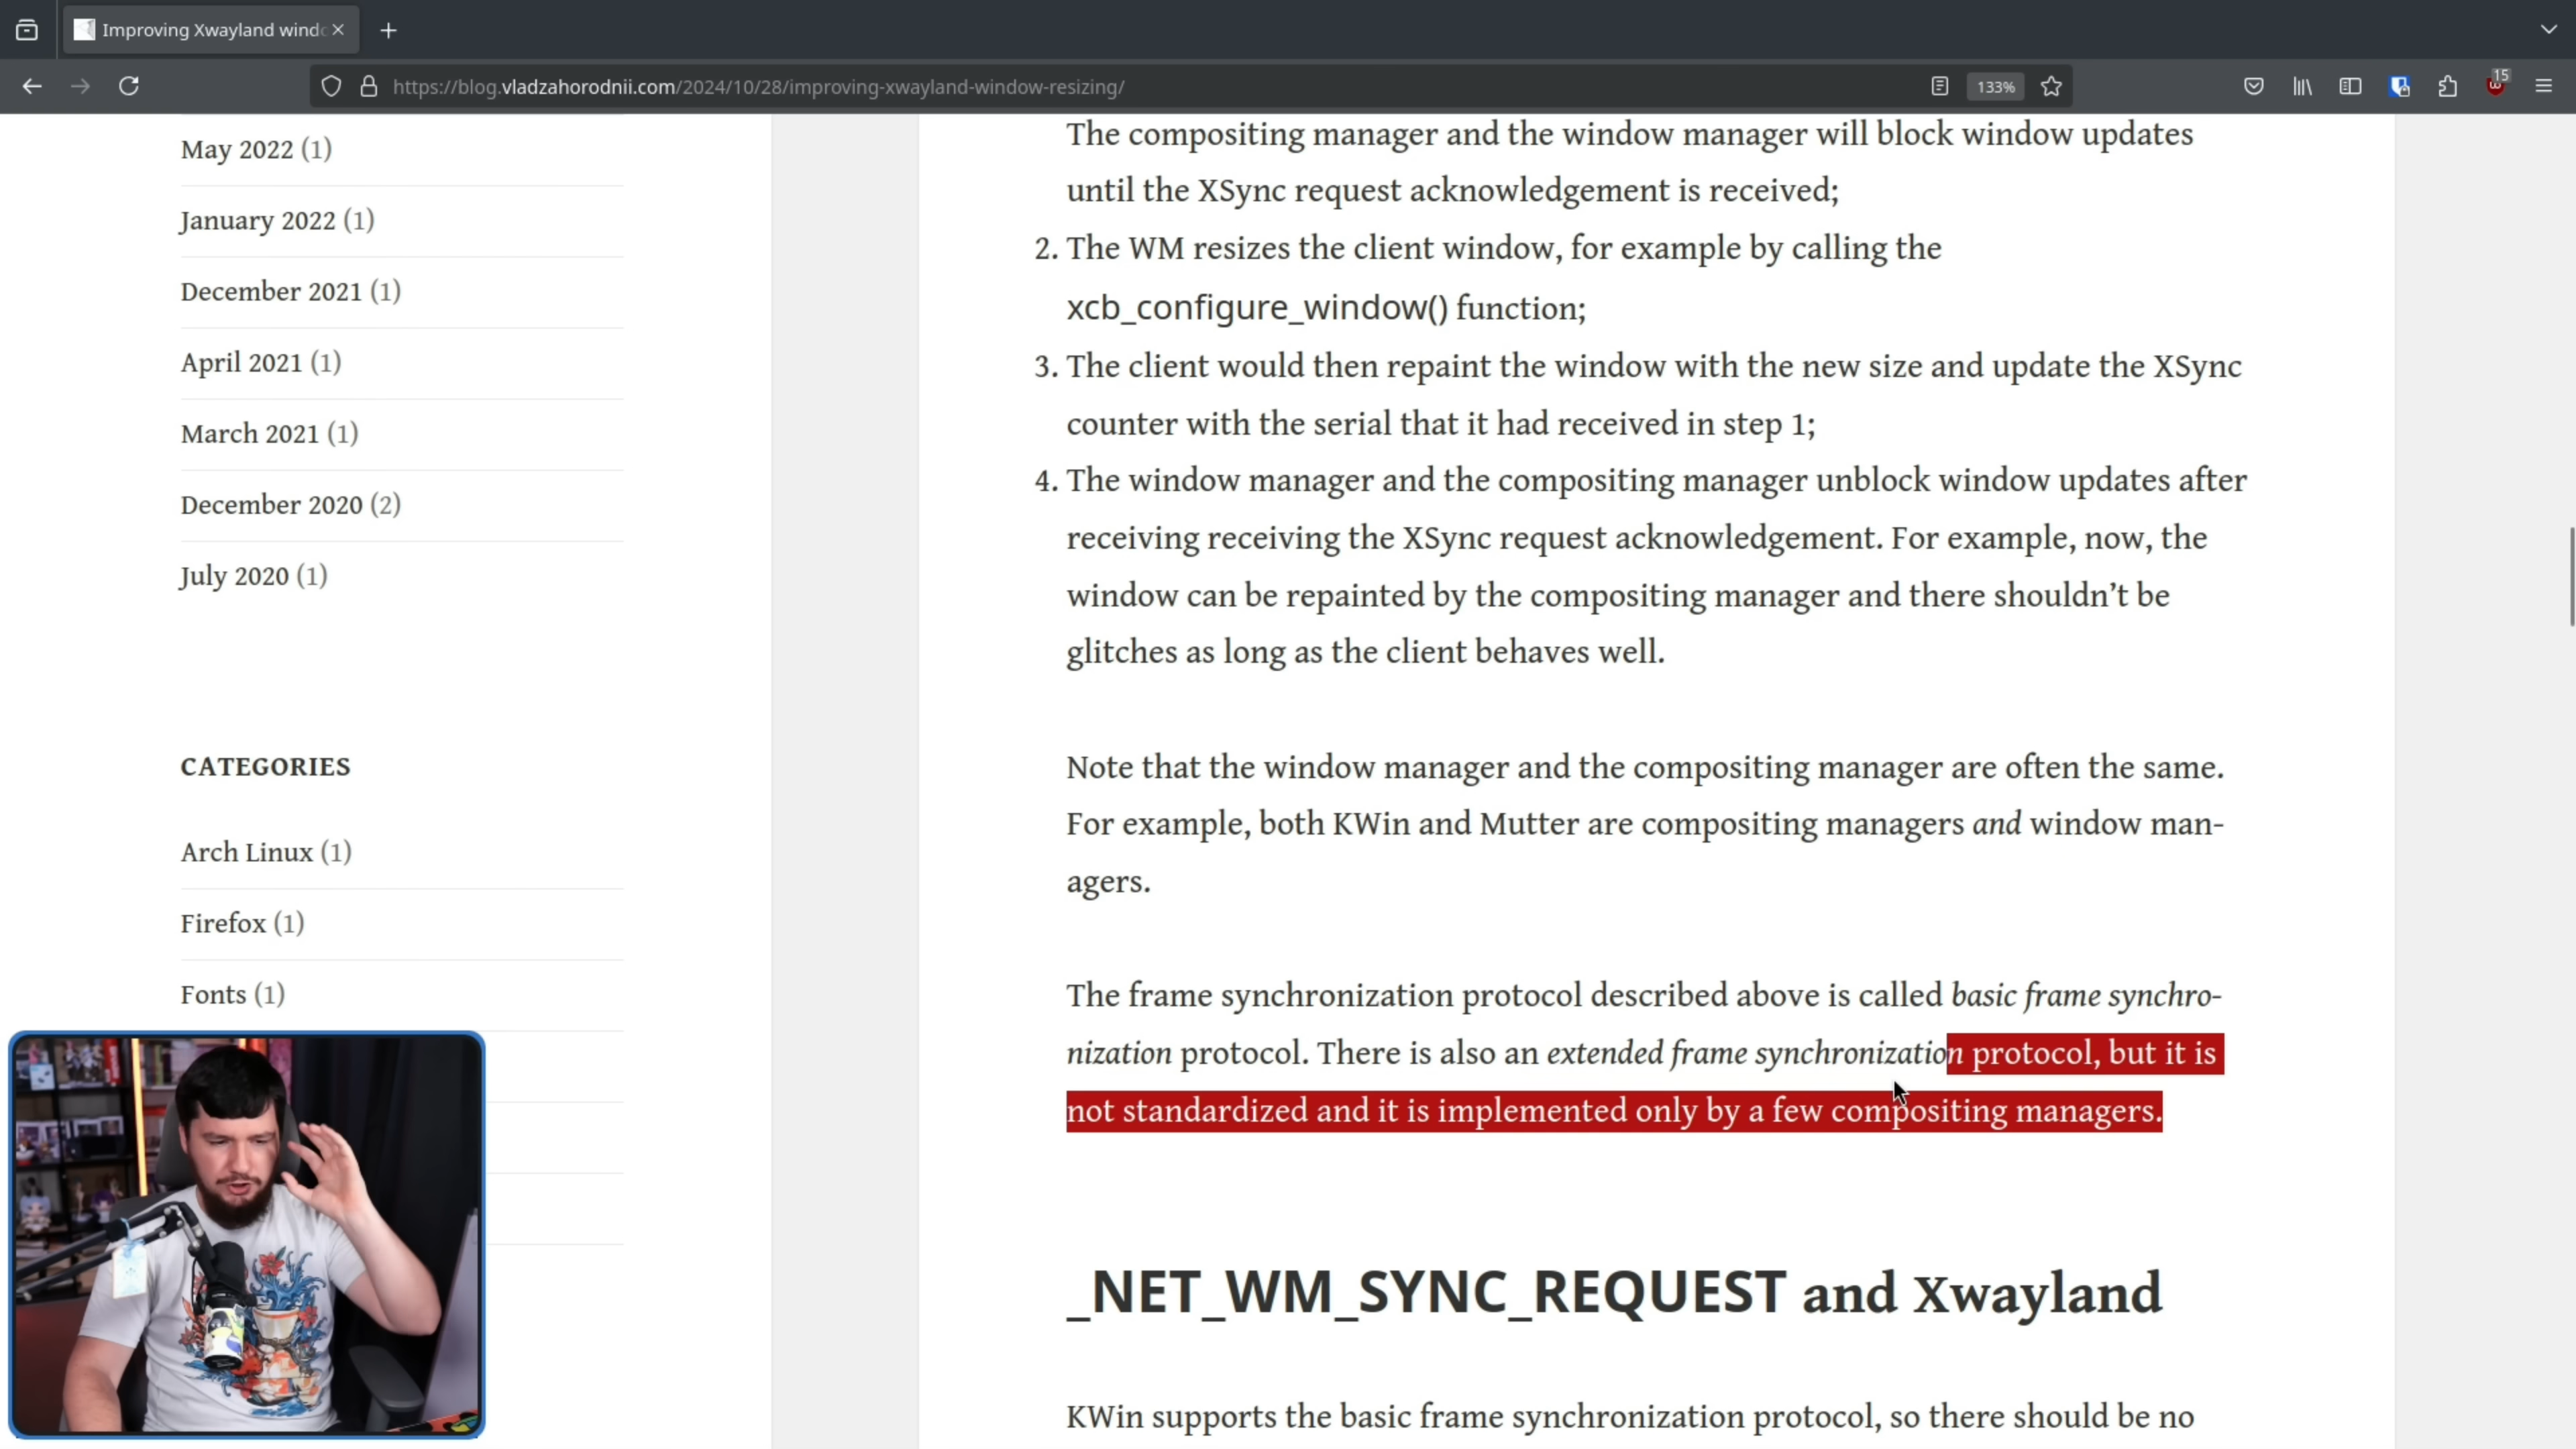 Improving Xwayland wind
https://blog.vladzahorodnii.com/2024/10/28/improving-xwayland-window-resizing/
133%
15
May 2022 (1)
January 2022 (1)
December 2021 (1)
April 2021 (1)
March 2021 (1)
December 2020 (2)
July 2020 (1)
CATEGORIES
Arch Linux (1)
Firefox (1)
Fonts (1)
The compositing manager and the window manager will block window updates
until the XSync request acknowledgement is received;
2. The WM resizes the client window, for example by calling the
xcb_configure_window() function;
3. The client would then repaint the window with the new size and update the XSync
counter with the serial that it had received in step 1;
4. The window manager and the compositing manager unblock window updates after
receiving receiving the XSync request acknowledgement. For example, now, the
window can be repainted by the compositing manager and there shouldn’t be
glitches as long as the client behaves well.
Note that the window manager and the compositing manager are often the same.
For example, both KWin and Mutter are compositing managers and window man-
agers.
The frame synchronization protocol described above is called basic frame synchro-
nization protocol. There is also an extended frame synchronization protocol, but it is
not standardized and it is implemented only by a few compositing managers.
_NET_WM_SYNC_REQUEST and Xwayland
KWin supports the basic frame synchronization protocol, so there should be no